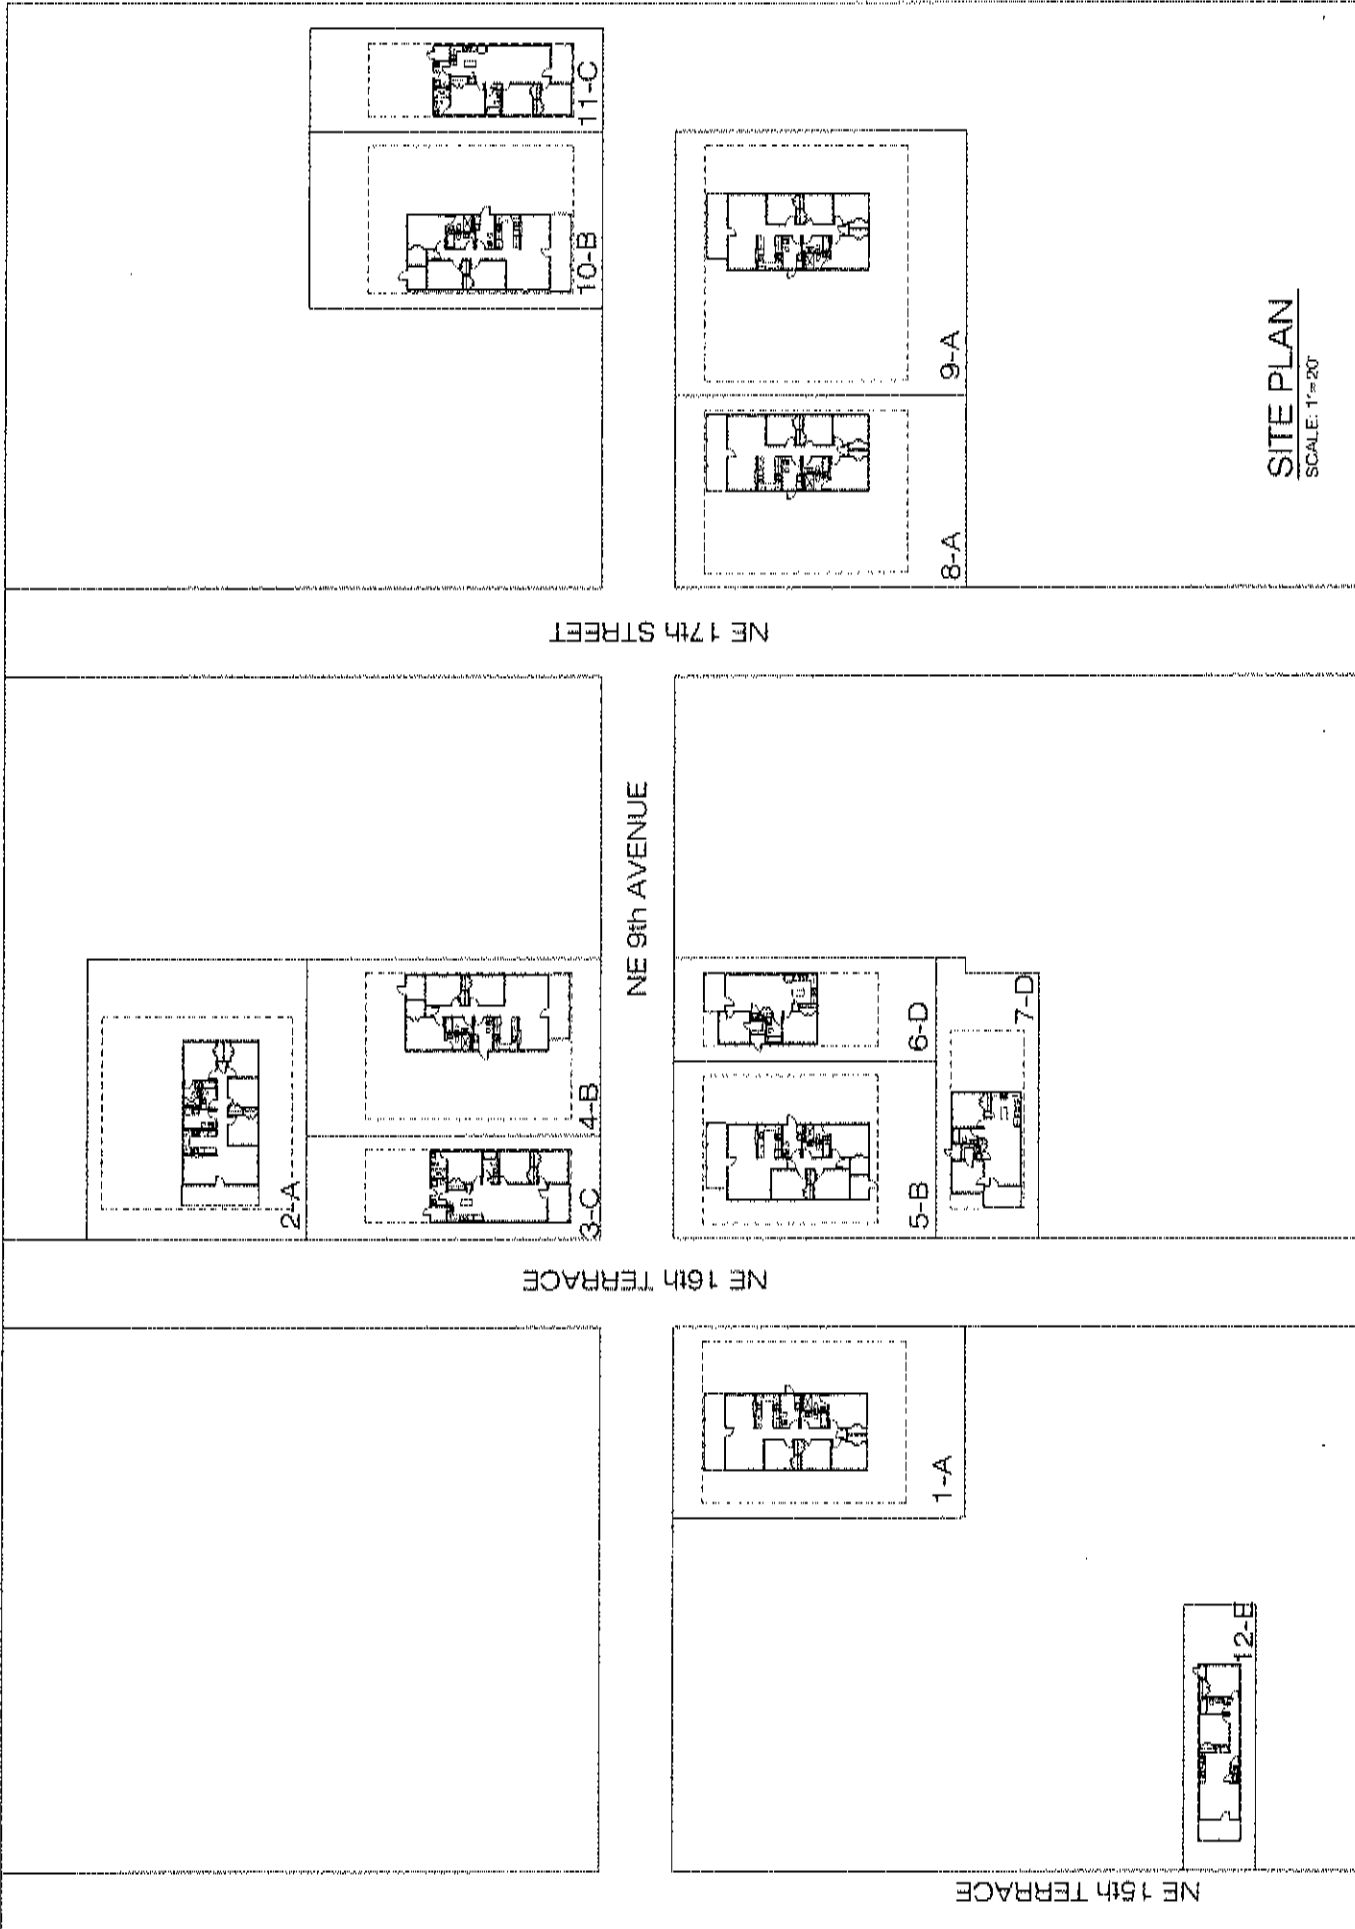 11-C
10-B
9-A
8-A
SITE PLAN
SCALE: 1"=20'
NE 17th STREET
NE 9th AVENUE
2-A
4-B
3-C
6-D
7-D
5-B
NE 16th TERRACE
1-A
12-E
NE 15th TERRACE